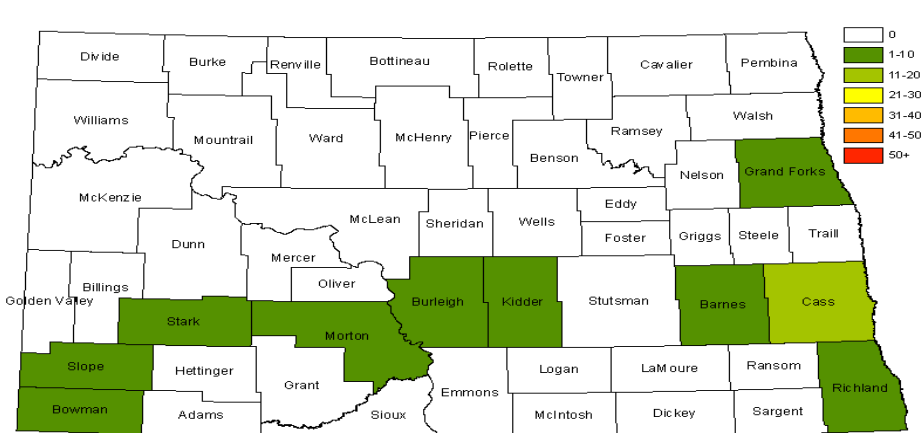 Divide
Burke
Renville
Bottineau
Rolette
Towner
Cavalier
Pembina
Williams
Mountrail
Ward
McHenry
Pierce
Benson
Ramsey
Walsh
McKenzie
Dunn
McLean
Sheridan
Wells
Eddy
Foster
Nelson
Grand Forks
Griggs
Steele
Traill
Golden Valley
Billings
Mercer
Oliver
Burleigh
Kidder
Stutsman
Barnes
Cass
Stark
Morton
Slope
Hettinger
Grant
Bowman
Adams
Sioux
Emmons
Logan
LaMoure
Ransom
Richland
McIntosh
Dickey
Sargent
0
1-10
11-20
21-30
31-40
41-50
50+